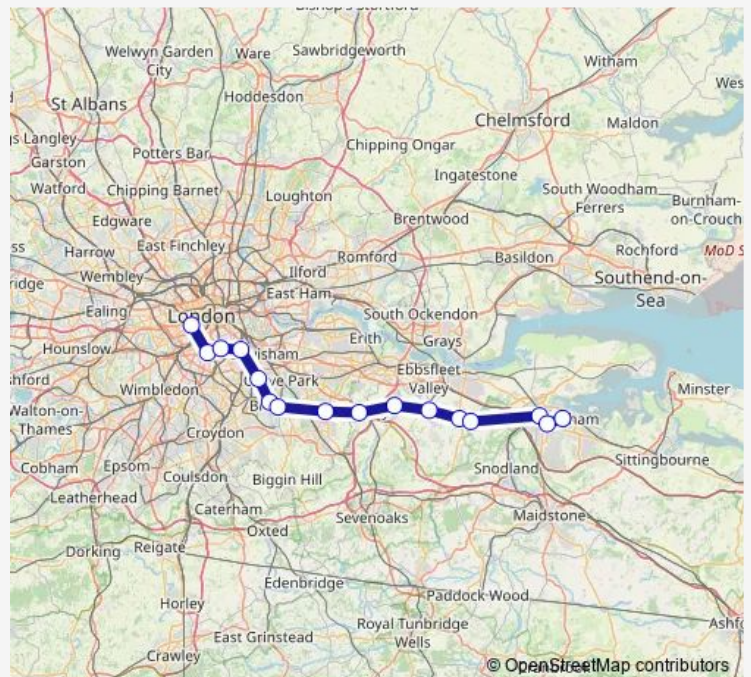 Welwyn Garden
City
Ware
Sawbridgeworth
Witham
St Albans
Hoddesdon
Chelmsford
Maldon
gs Langley
Garston
Potters Bar
Chipping Ongar
Watford
Chipping Barnet
Loughton
Ingatestone
South Woodham
Ferrers
Burnham-
on-Crouch
Edgware
Brentwood
Harrow
East Finchley
Romford
Basildon
Rochford
MoD S
Wembley
Ilford
Southend-on-
Sea
Ealing
London
East Ham
South Ockendon
Hounslow
Erith
Grays
Ebbsfleet
Valley
Wimbledon
Minster
Walton-on-
Thames
Croydon
Cobham
Epsom
Coulsdon
Biggin Hill
Snodland
Sittingbourne
Leatherhead
Caterham
Sevenoaks
Maidstone
Dorking
Reigate
Oxted
Edenbridge
Paddock Wood
Horley
Royal Tunbridge
Wells
East Grinstead
Crawley
© OpenStreetMap contributors